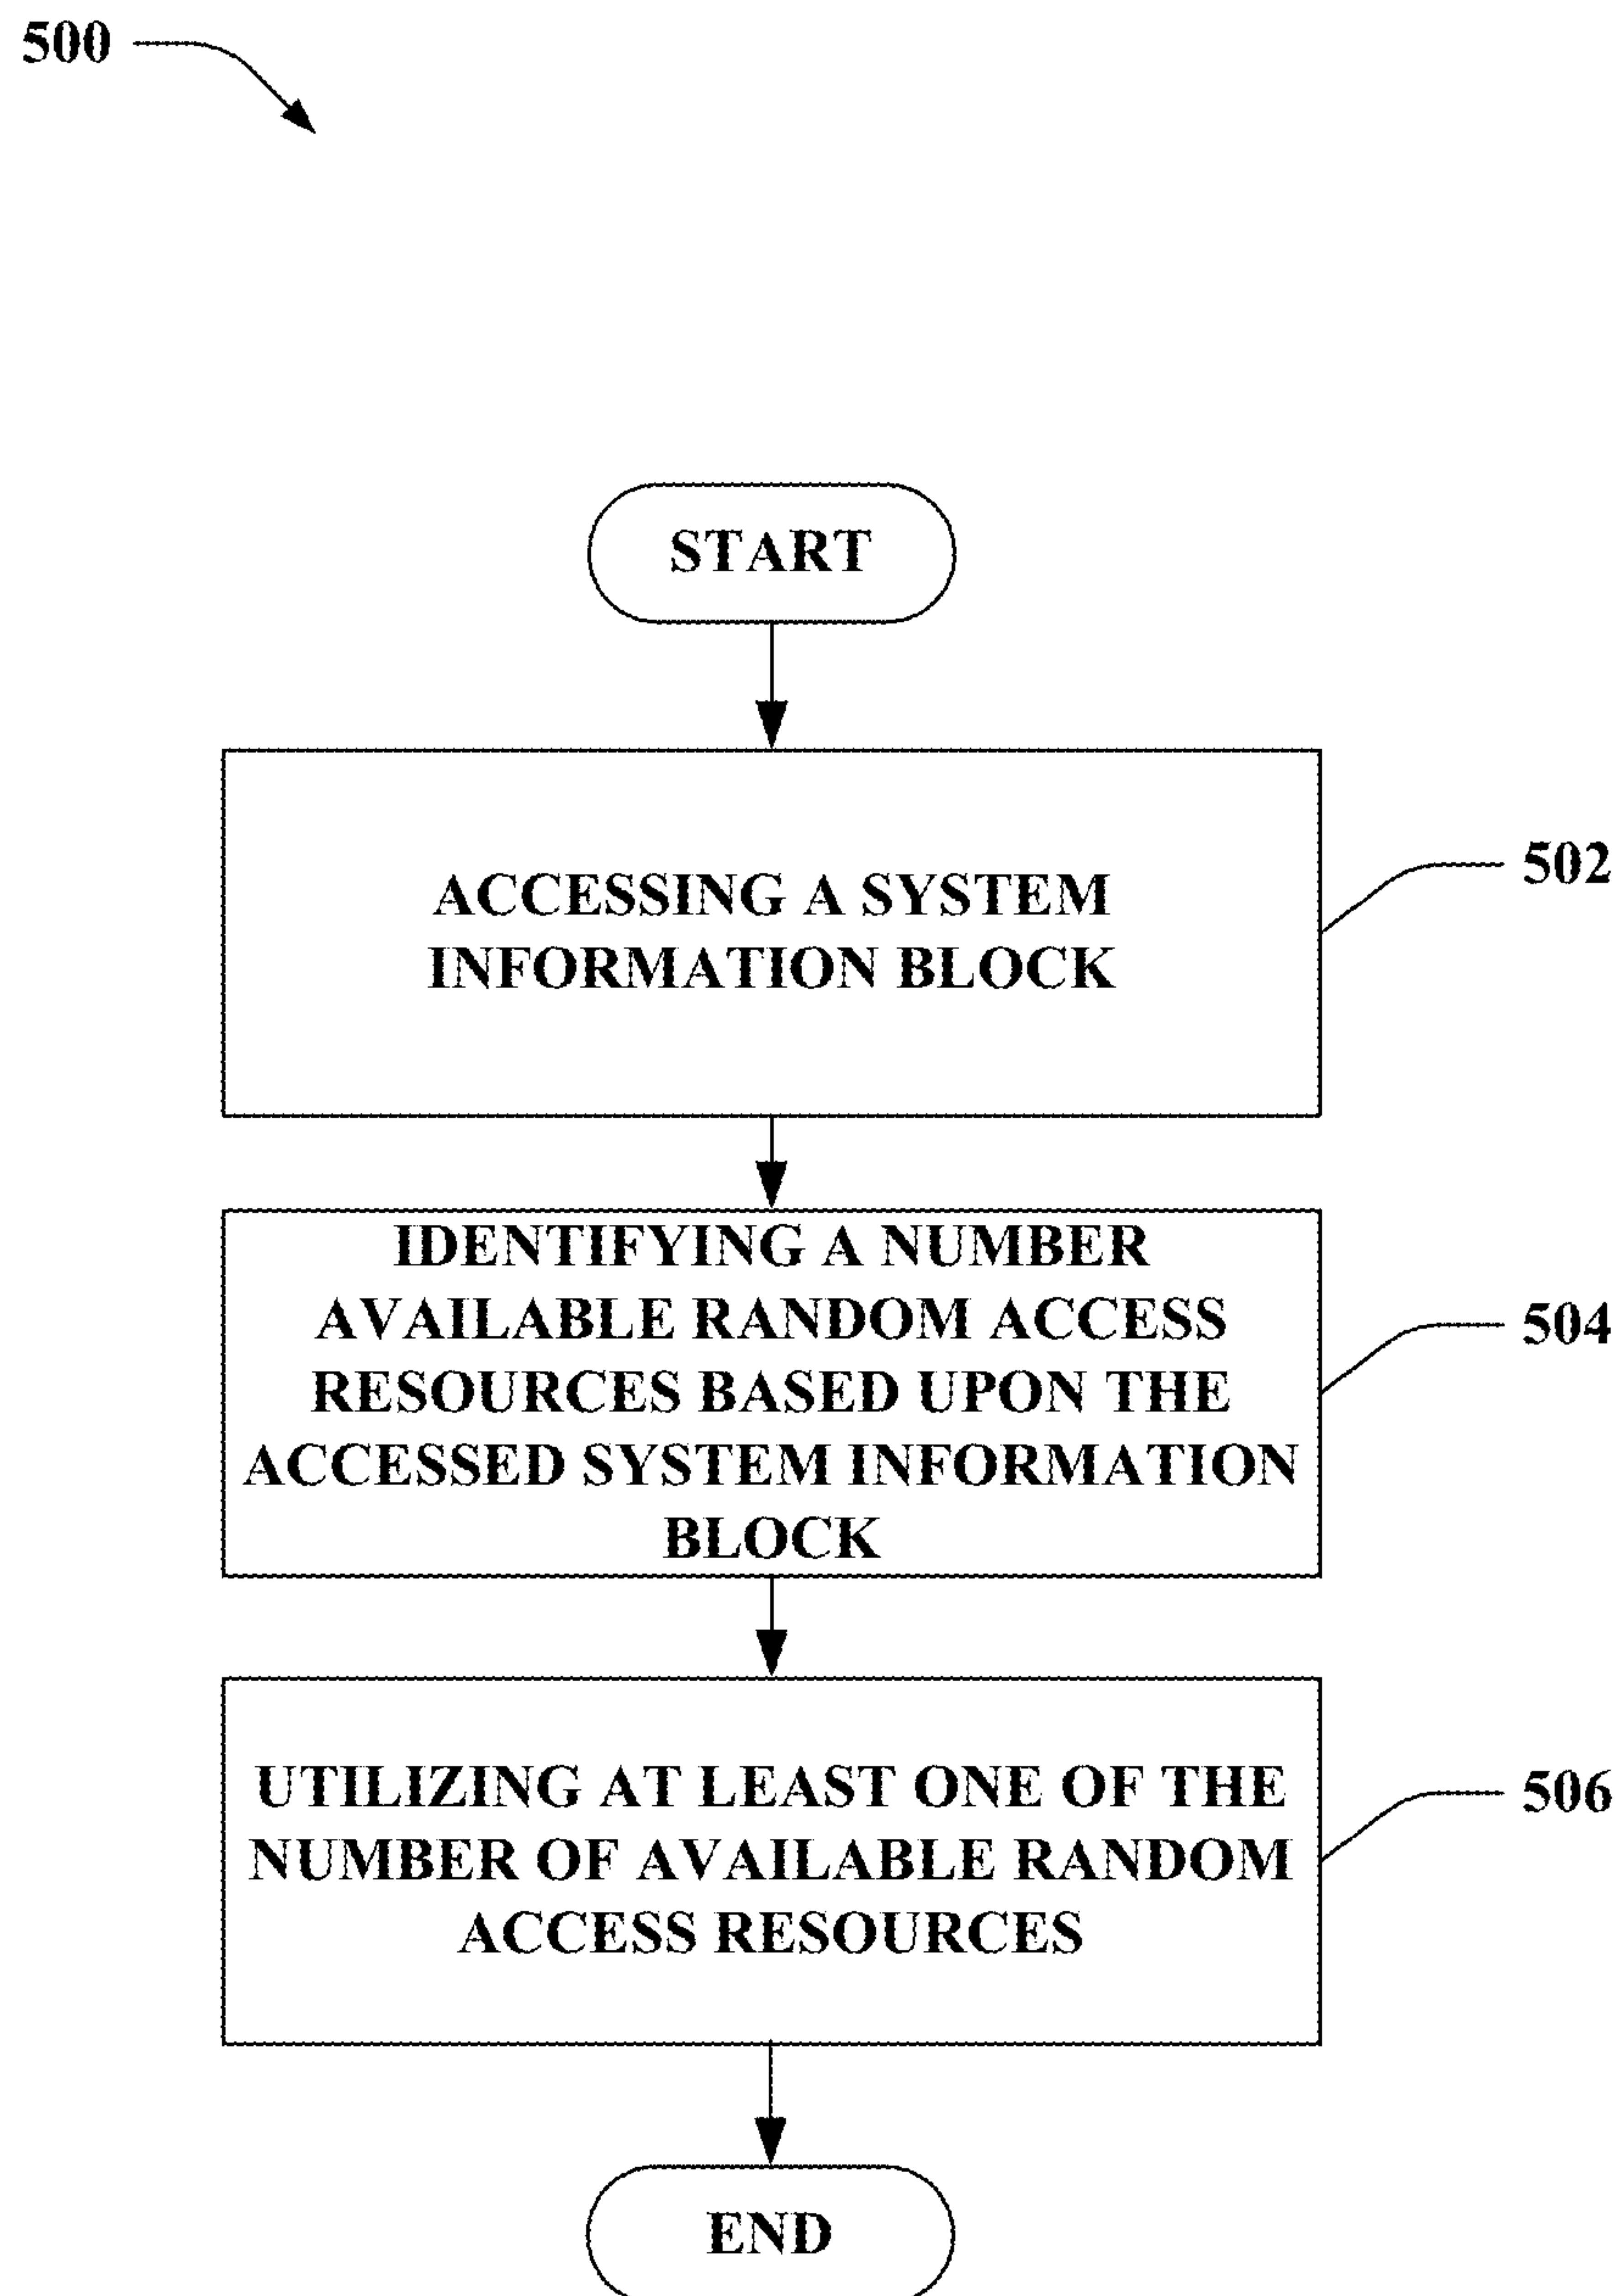 500
START
ACCESSING A SYSTEM
INFORMATION BLOCK
502
IDENTIFYING A NUMBER
AVAILABLE RANDOM ACCESS
RESOURCES BASED UPON THE
ACCESSED SYSTEM INFORMATION
BLOCK
504
UTILIZING AT LEAST ONE OF THE
NUMBER OF AVAILABLE RANDOM
ACCESS RESOURCES
506
END